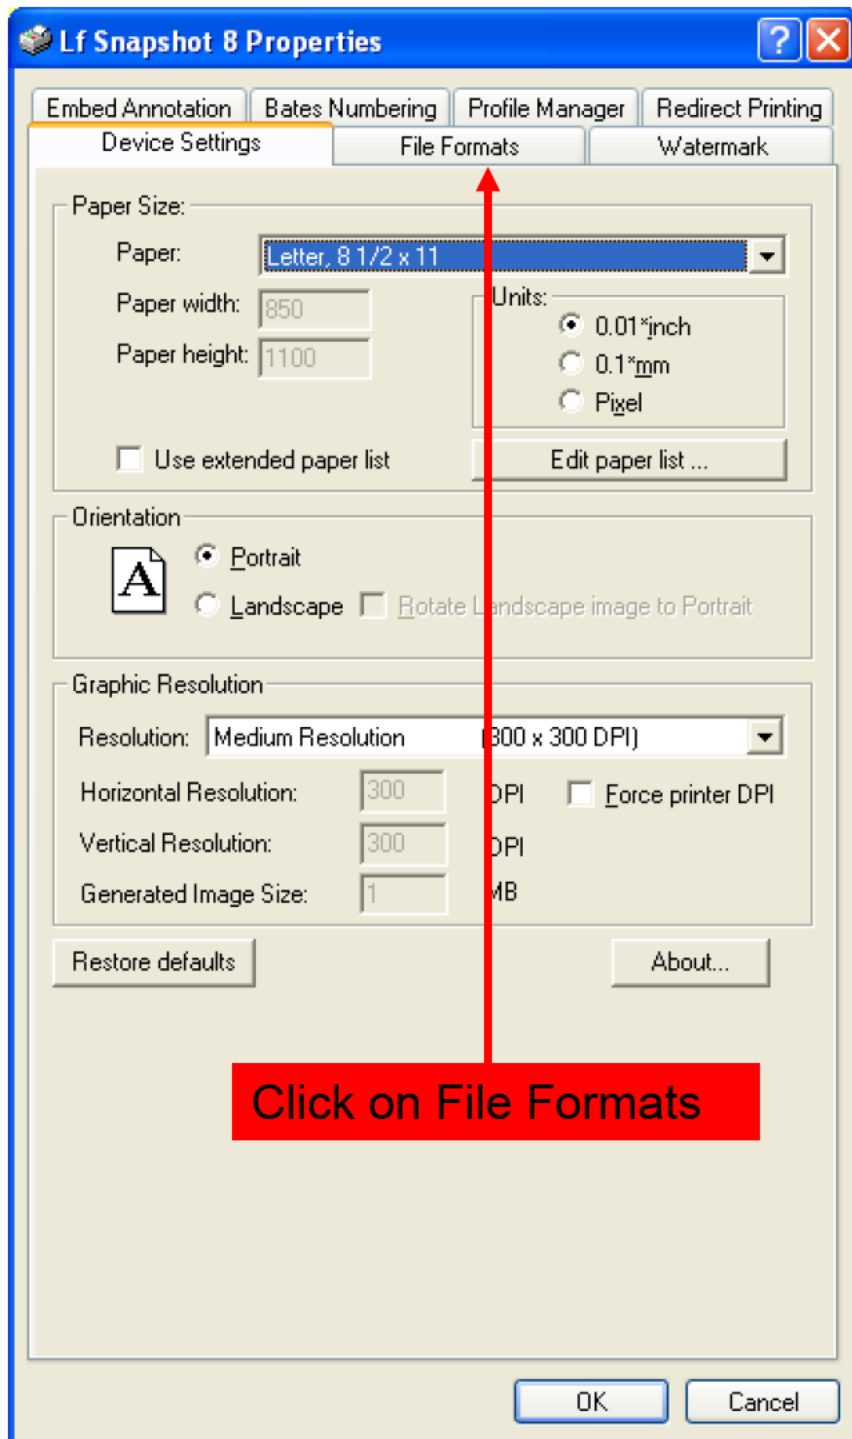 Lf Snapshot 8 Properties
Embed Annotation Bates Numbering Profile Manager Redirect Printing
Device Settings File Formats Watermark
Paper Size:
Paper: Letter, 8 1/2 x 11
Paper width: 850
Units:
0.01*inch
Paper height: 1100
0.1*mm
Pixel
Use extended paper list Edit paper list ...
Orientation
A
Portrait
Landscape Rotate Landscape image to Portrait
Graphic Resolution
Resolution: Medium Resolution (300 x 300 DPI)
Horizontal Resolution: 300 DPI Force printer DPI
Vertical Resolution: 300 DPI
Generated Image Size: 1 MB
Restore defaults About...
Click on File Formats
OK Cancel